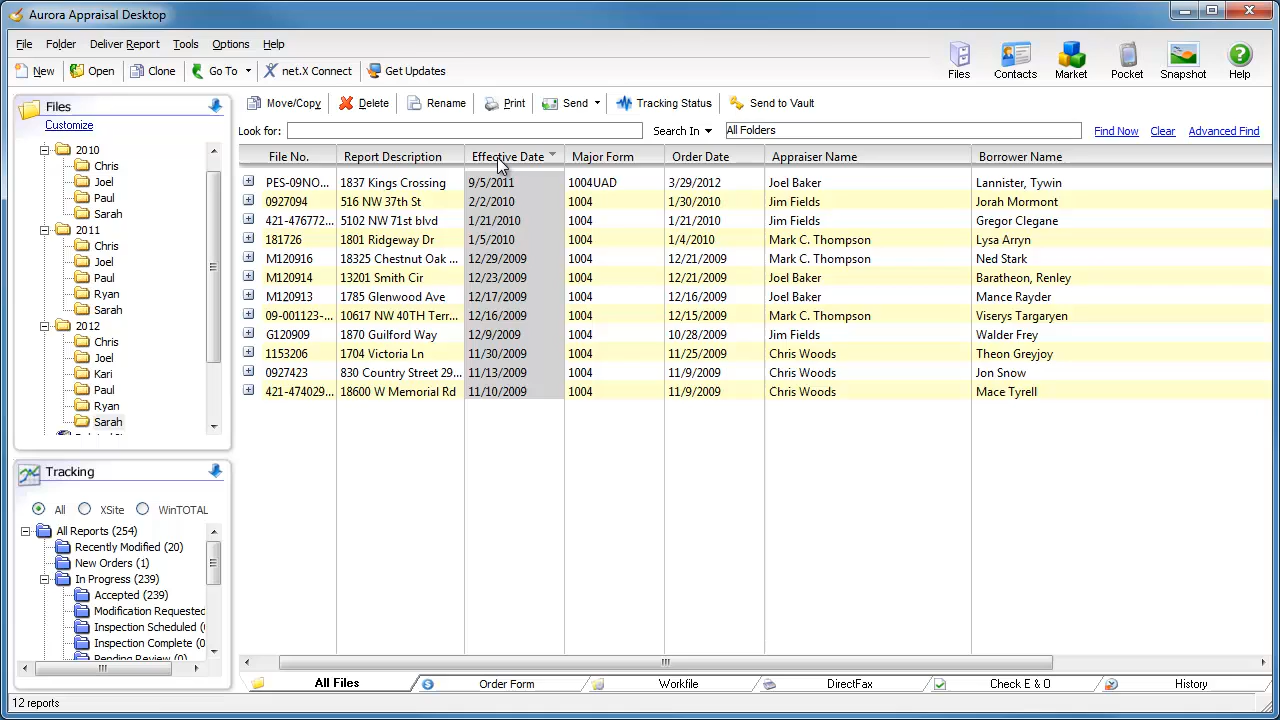 Aurora Appraisal Desktop
File Folder Deliver Report Tools Options Help
New Open Clone Go To net.X Connect Get Updates
Files Contacts Market Pocket Snapshot Help
Files
Customize
2010
Chris
Joel
Paul
Sarah
2011
Chris
Joel
Paul
Ryan
Sarah
2012
Chris
Joel
Kari
Paul
Ryan
Sarah
Tracking
All XSite WinTOTAL
All Reports (254)
Recently Modified (20)
New Orders (1)
In Progress (239)
Accepted (239)
Modification Requested
Inspection Scheduled (
Inspection Complete (0
Pending Review (0)
Move/Copy Delete Rename Print Send Tracking Status Send to Vault
Look for: Search In All Folders Find Now Clear Advanced Find
File No. Report Description Effective Date Major Form Order Date Appraiser Name Borrower Name
PES-09NO... 1837 Kings Crossing 9/5/2011 1004UAD 3/29/2012 Joel Baker Lannister, Tywin
0927094 516 NW 37th St 2/2/2010 1004 1/30/2010 Jim Fields Jorah Mormont
421-476772... 5102 NW 71st blvd 1/21/2010 1004 1/21/2010 Jim Fields Gregor Clegane
181726 1801 Ridgeway Dr 1/5/2010 1004 1/4/2010 Mark C. Thompson Lysa Arryn
M120916 18325 Chestnut Oak ... 12/29/2009 1004 12/21/2009 Mark C. Thompson Ned Stark
M120914 13201 Smith Cir 12/23/2009 1004 12/21/2009 Joel Baker Baratheon, Renley
M120913 1785 Glenwood Ave 12/17/2009 1004 12/16/2009 Joel Baker Mance Rayder
09-001123-... 10617 NW 40TH Terr... 12/16/2009 1004 12/15/2009 Mark C. Thompson Viserys Targaryen
G120909 1870 Guilford Way 12/9/2009 1004 10/28/2009 Jim Fields Walder Frey
1153206 1704 Victoria Ln 11/30/2009 1004 11/25/2009 Chris Woods Theon Greyjoy
0927423 830 Country Street 29... 11/13/2009 1004 11/9/2009 Chris Woods Jon Snow
421-474029... 18600 W Memorial Rd 11/10/2009 1004 11/9/2009 Chris Woods Mace Tyrell
All Files Order Form Workfile DirectFax Check E & O History
12 reports